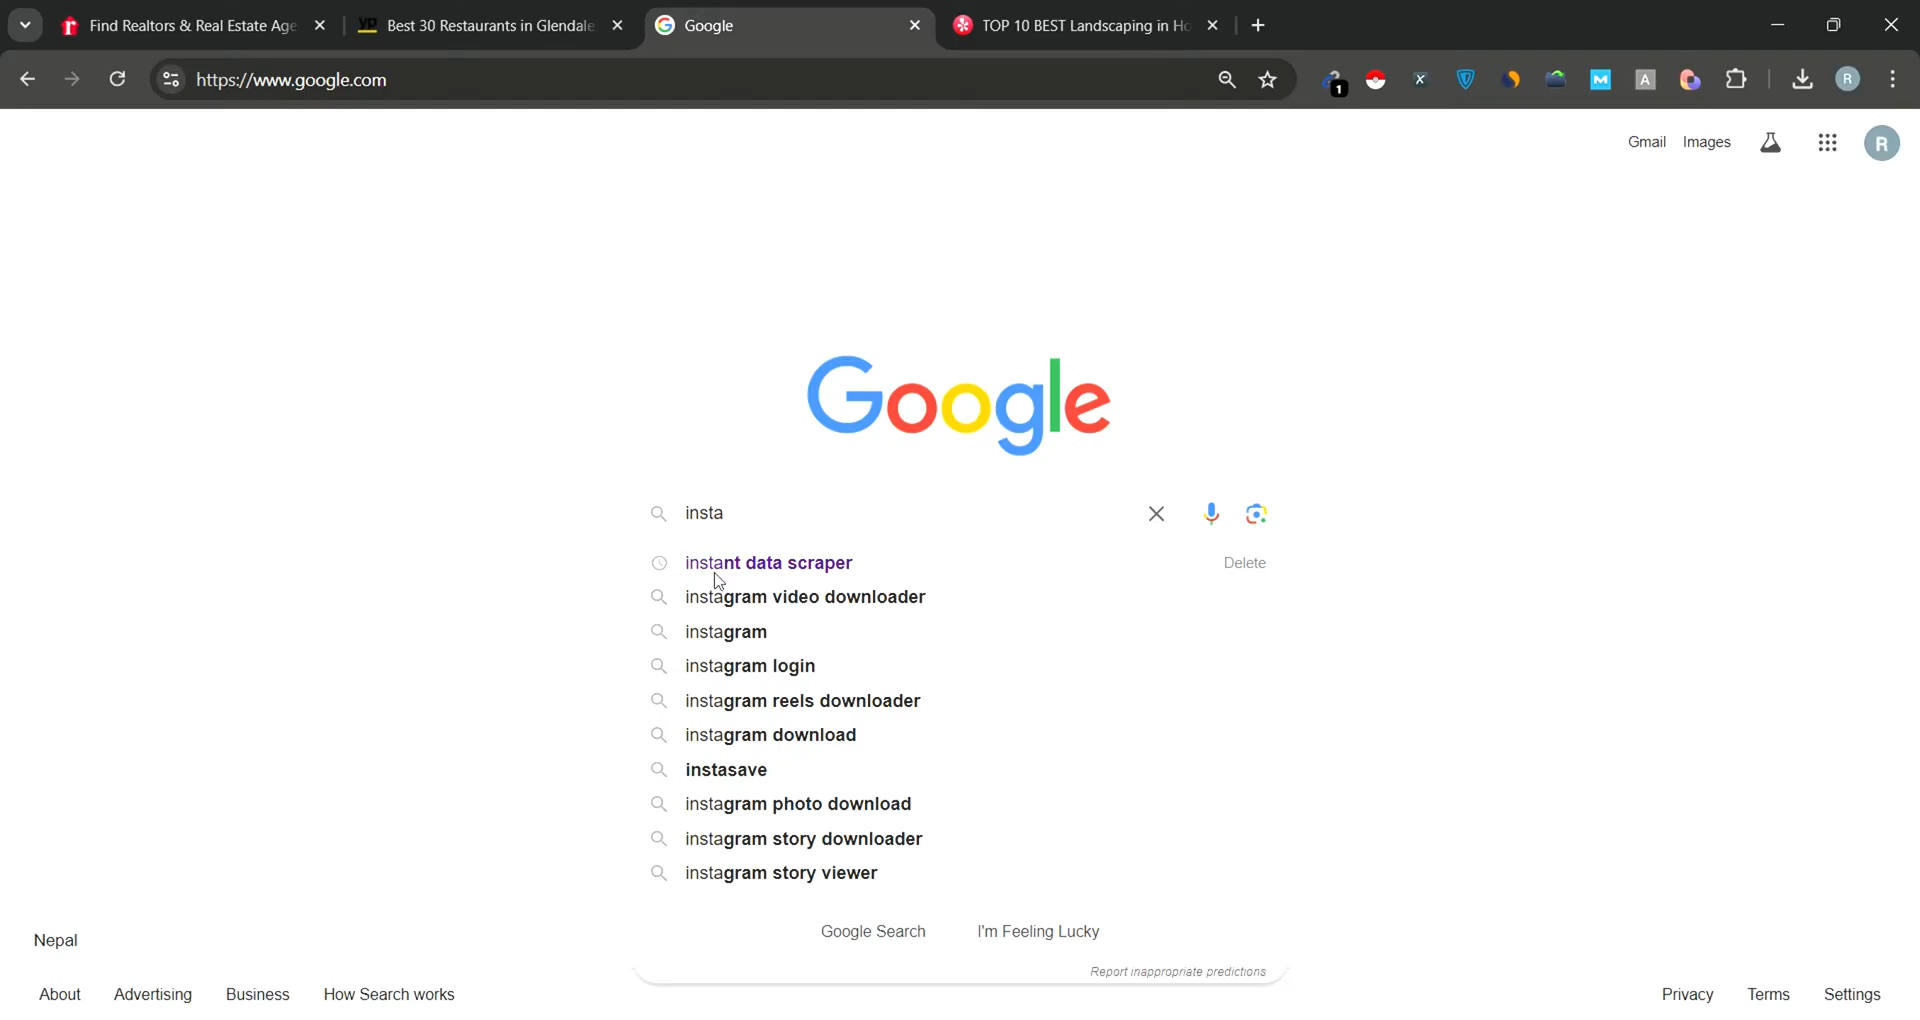 Find Realtors & Real Estate Age
YP Best 30 Restaurants in Glendale
Google
TOP 10 BEST Landscaping in Ho
https://www.google.com
1
X
M
A
R
Gmail
Images
R
Google
insta
instant data scraper
Delete
instagram video downloader
instagram
instagram login
instagram reels downloader
instagram download
instasave
instagram photo download
instagram story downloader
instagram story viewer
Google Search
I'm Feeling Lucky
Report inappropriate predictions
Nepal
About
Advertising
Business
How Search works
Privacy
Terms
Settings